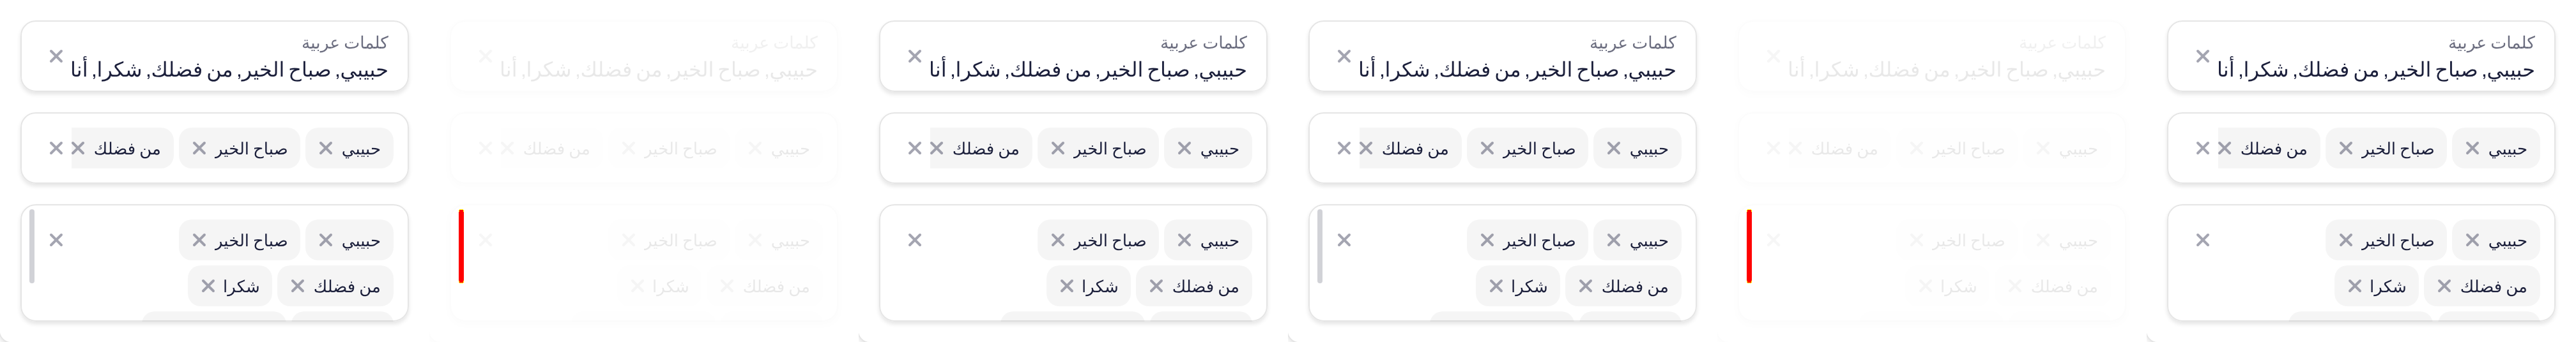 كلمات عربية
حبيبي, صباح الخير, من فضلك, شكرا, أنا
حبيبي صباح الخير من فضلك
حبيبي صباح الخير
من فضلك شكرا
كلمات عربية
حبيبي, صباح الخير, من فضلك, شكرا, أنا
حبيبي صباح الخير من فضلك
حبيبي صباح الخير
من فضلك شكرا
كلمات عربية
حبيبي, صباح الخير, من فضلك, شكرا, أنا
حبيبي صباح الخير من فضلك
حبيبي صباح الخير
من فضلك شكرا
كلمات عربية
حبيبي, صباح الخير, من فضلك, شكرا, أنا
حبيبي صباح الخير من فضلك
حبيبي صباح الخير
من فضلك شكرا
كلمات عربية
حبيبي, صباح الخير, من فضلك, شكرا, أنا
حبيبي صباح الخير من فضلك
حبيبي صباح الخير
من فضلك شكرا
كلمات عربية
حبيبي, صباح الخير, من فضلك, شكرا, أنا
حبيبي صباح الخير من فضلك
حبيبي صباح الخير
من فضلك شكرا